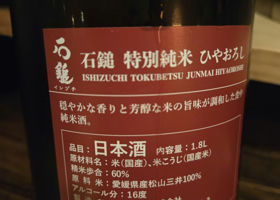 石鎚
イシヅチ
石鎚 特別純米 ひやおろし
ISHIZUCHI TOKUBETSU JUNMAI HIYAOROSHI
穏やかな香りと芳醇な米の旨味が調和した食中
純米酒。
品目：日本酒 内容量：1.8L
原材料名：米(国産)、米こうじ(国産米)
精米歩合：60%
原料米：愛媛県産松山三井100%
アルコール分：16度